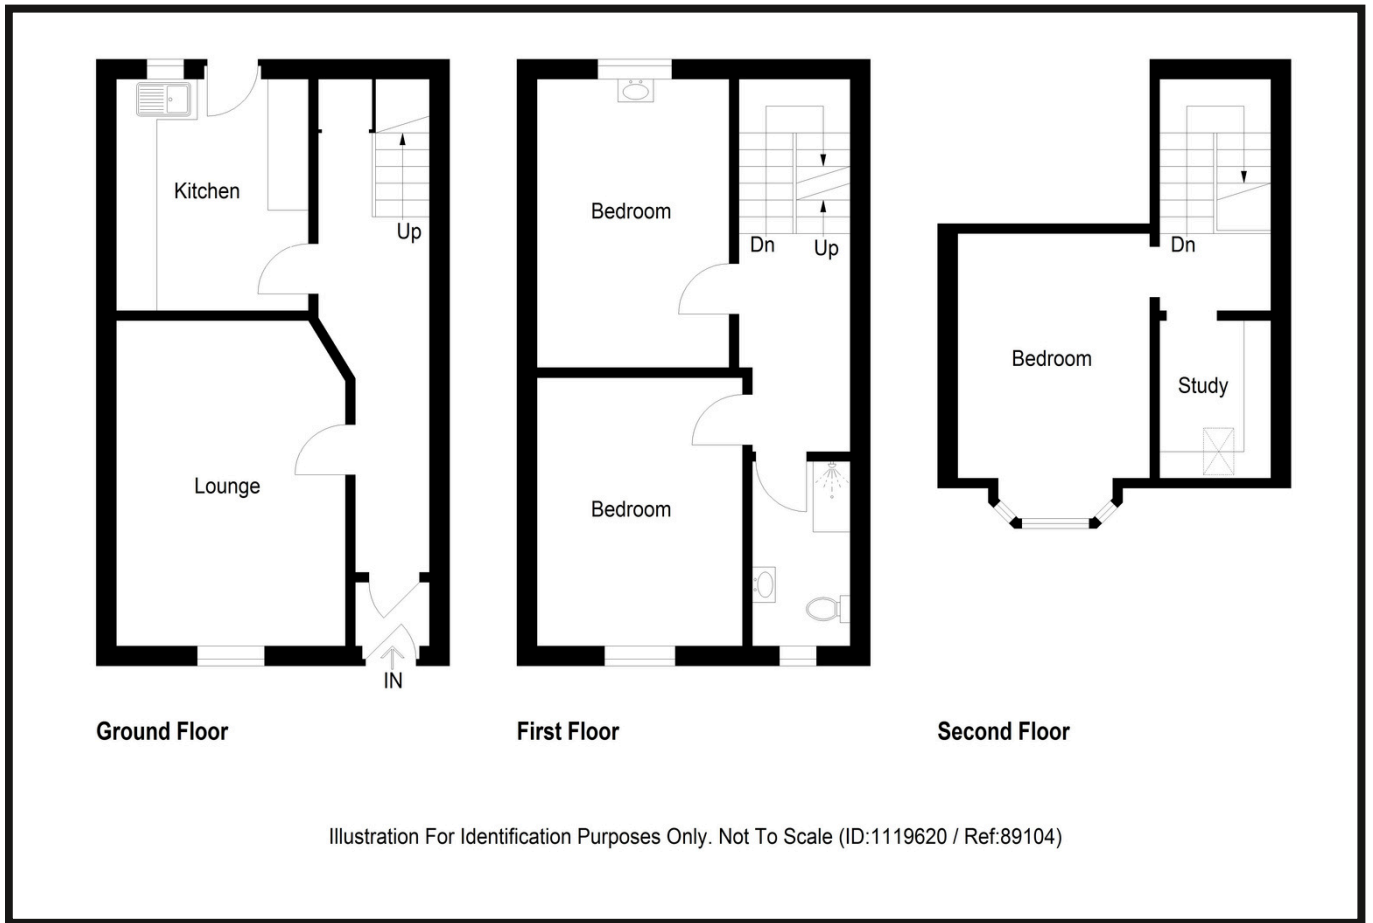 Kitchen
Up
Lounge
IN
Ground Floor
Bedroom
Dn
Up
Bedroom
First Floor
Dn
Bedroom
Study
Second Floor
Illustration For Identification Purposes Only. Not To Scale (ID:1119620 / Ref:89104)